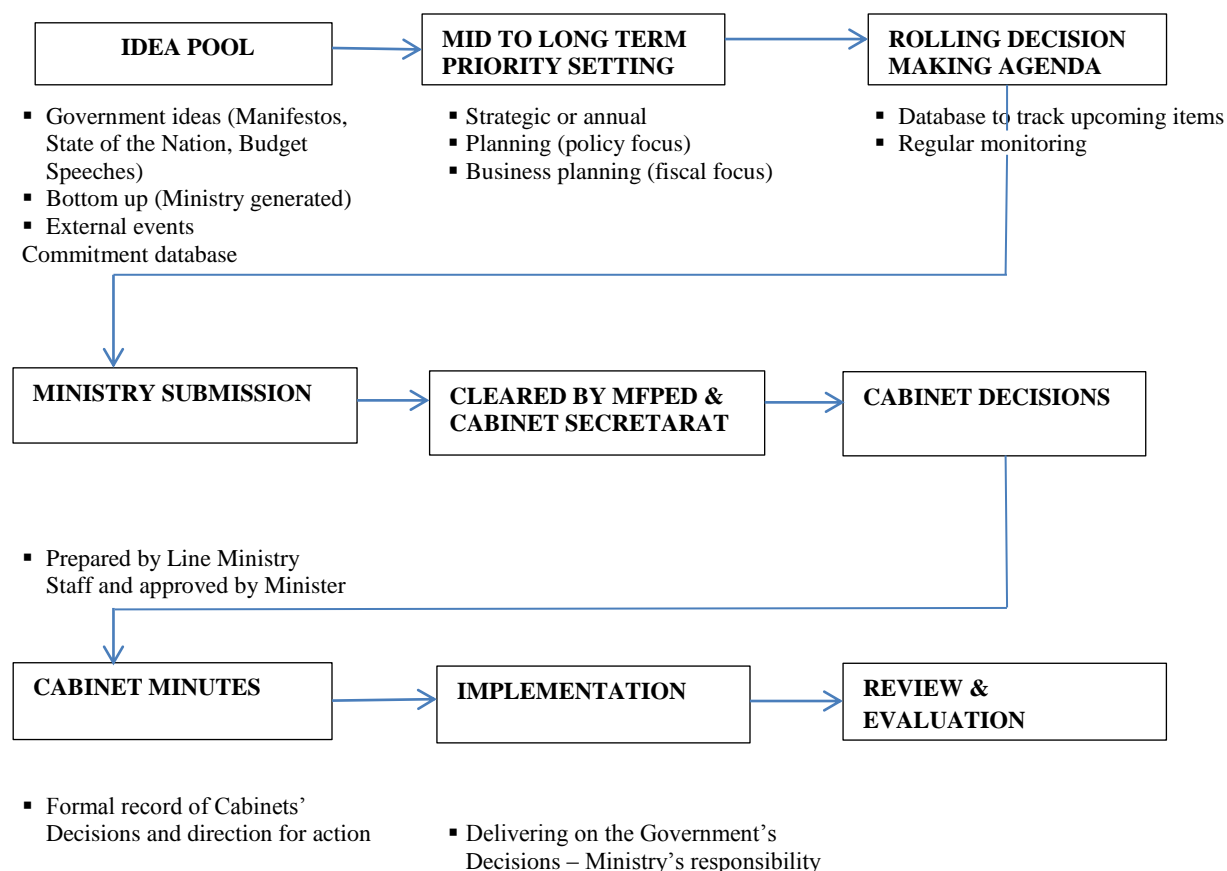 IDEA POOL
MID TO LONG TERM
PRIORITY SETTING
ROLLING DECISION
MAKING AGENDA
▪ Government ideas (Manifestos,
State of the Nation, Budget
Speeches)
▪ Bottom up (Ministry generated)
▪ External events
Commitment database
▪ Strategic or annual
▪ Planning (policy focus)
▪ Business planning (fiscal focus)
▪ Database to track upcoming items
▪ Regular monitoring
MINISTRY SUBMISSION
CLEARED BY MFPED &
CABINET SECRETARAT
CABINET DECISIONS
▪ Prepared by Line Ministry
Staff and approved by Minister
CABINET MINUTES
IMPLEMENTATION
REVIEW &
EVALUATION
▪ Formal record of Cabinets’
Decisions and direction for action
▪ Delivering on the Government’s
Decisions – Ministry’s responsibility